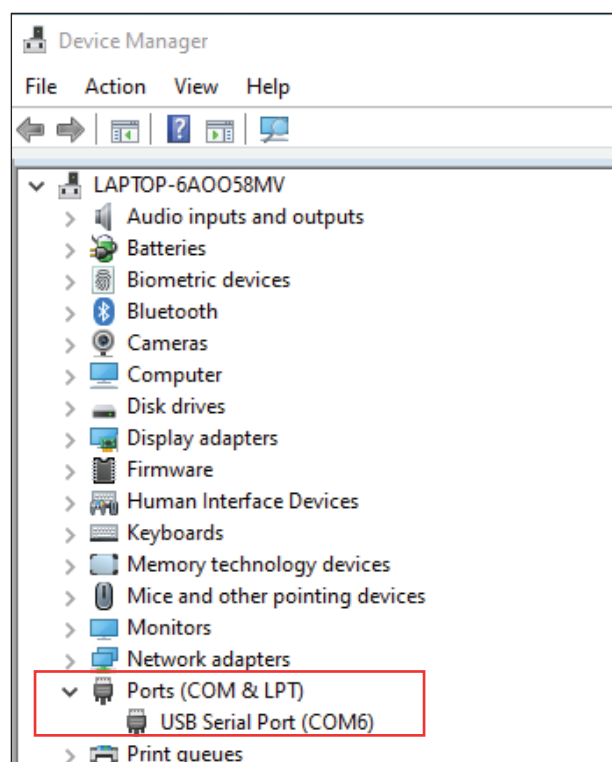 Device Manager
File Action View Help
LAPTOP-6AOO58MV
Audio inputs and outputs
Batteries
Biometric devices
Bluetooth
Cameras
Computer
Disk drives
Display adapters
Firmware
Human Interface Devices
Keyboards
Memory technology devices
Mice and other pointing devices
Monitors
Network adapters
Ports (COM & LPT)
USB Serial Port (COM6)
Print queues